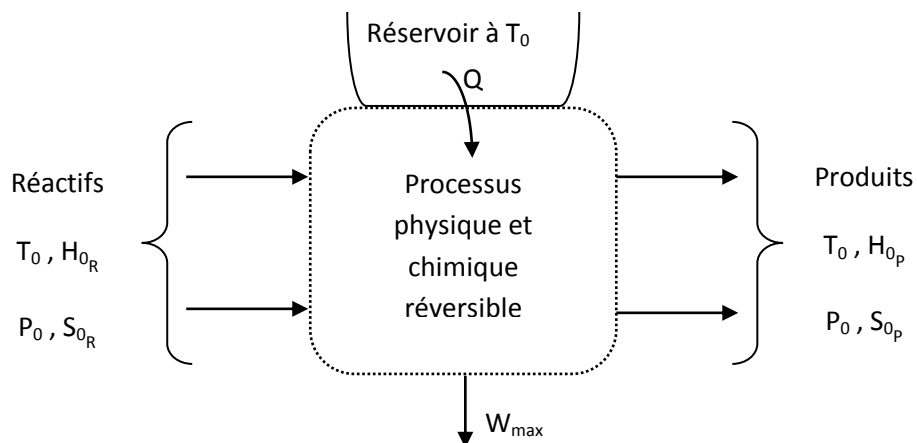 Réservoir à T₀
Q
Réactifs
T₀ , H₀R
P₀ , S₀R
Processus
physique et
chimique
réversible
Produits
T₀ , H₀P
P₀ , S₀P
Wmax